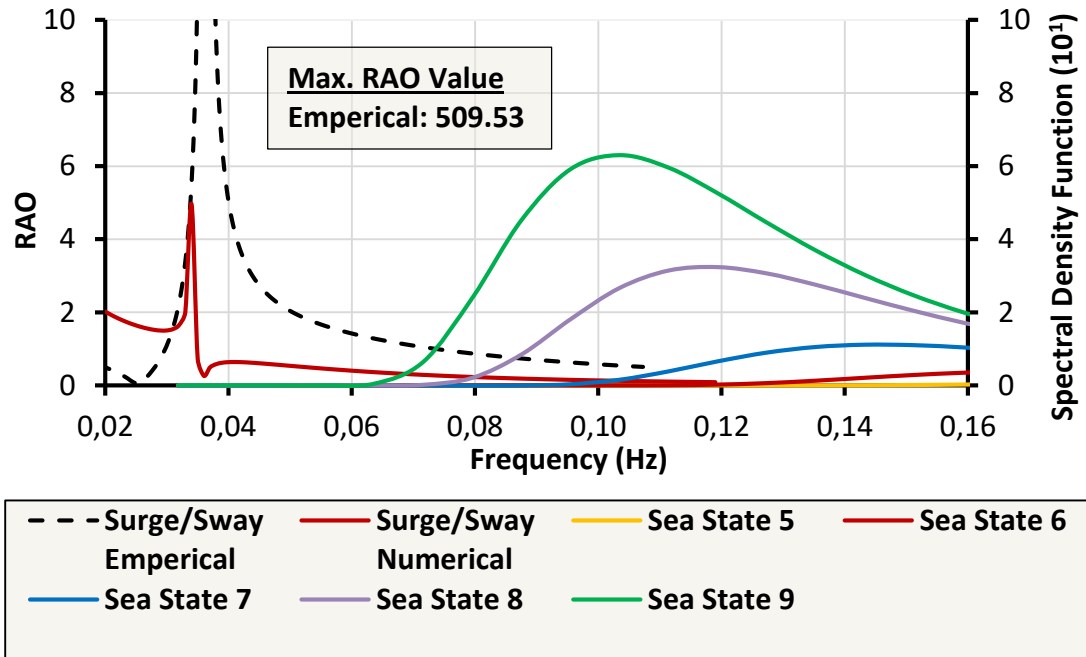 10
8
6
4
2
0
RAO
Max. RAO Value
Emperical: 509.53
10
8
6
4
2
0
Spectral Density Function (10¹)
0,02 0,04 0,06 0,08 0,10 0,12 0,14 0,16
Frequency (Hz)
Surge/Sway Emperical
Surge/Sway Numerical
Sea State 5
Sea State 6
Sea State 7
Sea State 8
Sea State 9